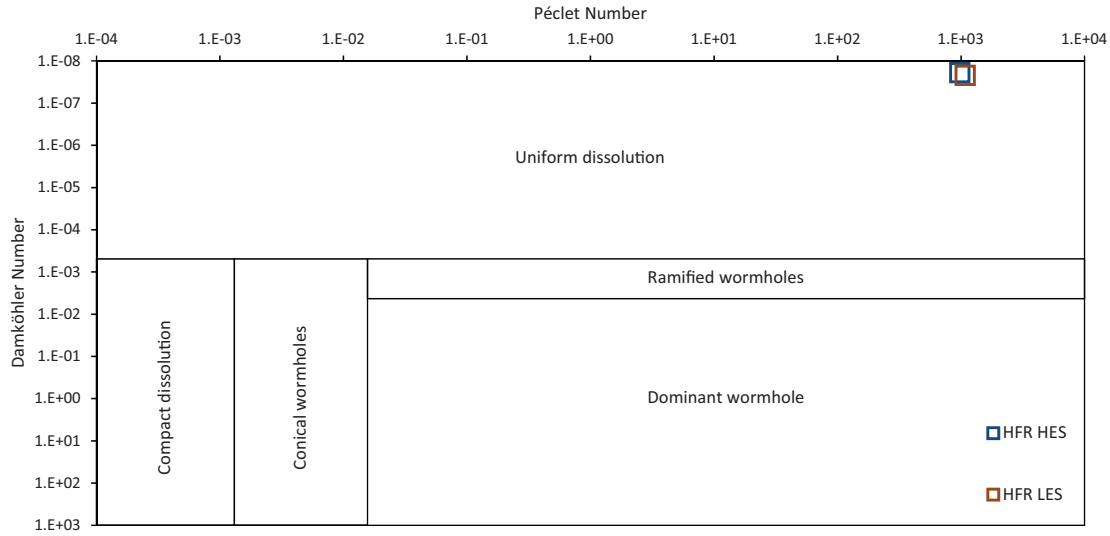 Péclet Number
1.E-04 1.E-03 1.E-02 1.E-01 1.E+00 1.E+01 1.E+02 1.E+03 1.E+04
Damköhler Number
1.E-08
1.E-07
1.E-06
1.E-05
1.E-04
1.E-03
1.E-02
1.E-01
1.E+00
1.E+01
1.E+02
1.E+03
Uniform dissolution
Ramified wormholes
Compact dissolution
Conical wormholes
Dominant wormhole
HFR HES
HFR LES